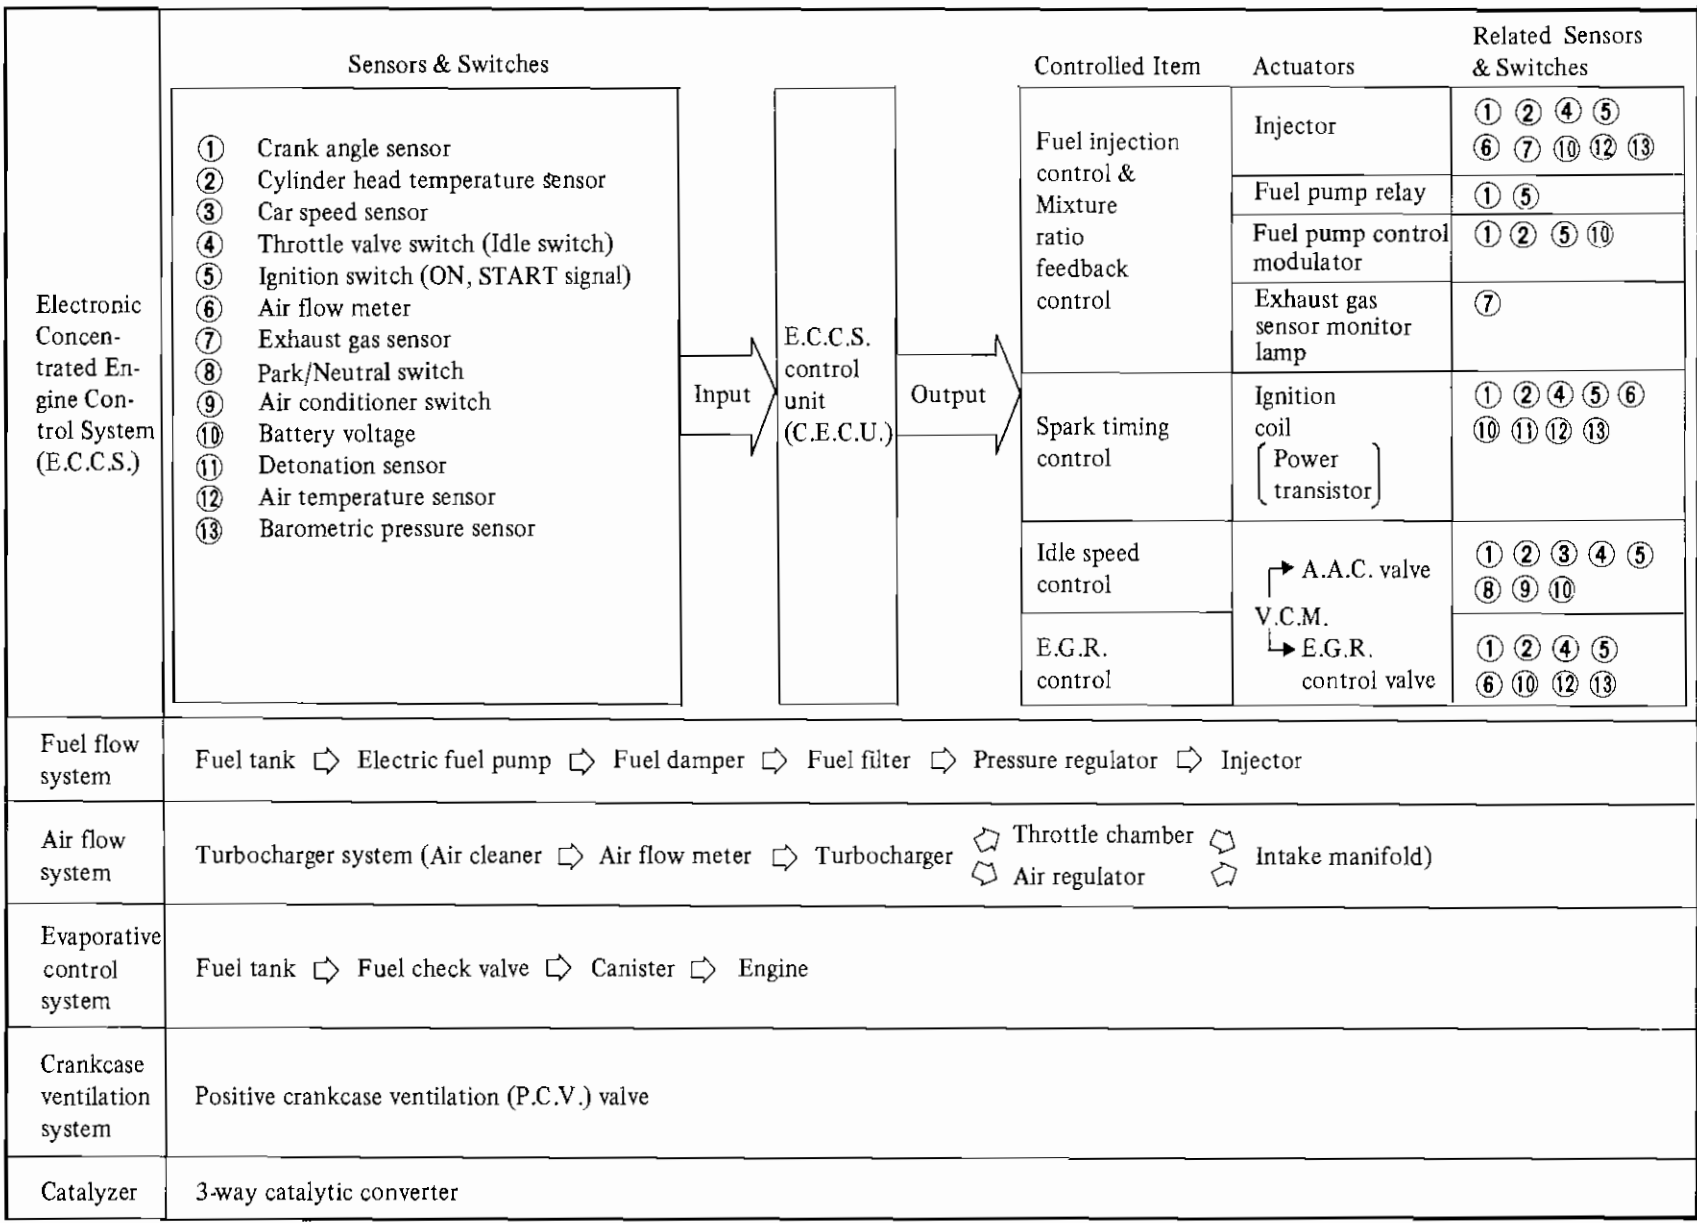 Electronic
Concen-
trated En-
gine Con-
trol System
(E.C.C.S.)
Sensors & Switches
① Crank angle sensor
② Cylinder head temperature sensor
③ Car speed sensor
④ Throttle valve switch (Idle switch)
⑤ Ignition switch (ON, START signal)
⑥ Air flow meter
⑦ Exhaust gas sensor
⑧ Park/Neutral switch
⑨ Air conditioner switch
⑩ Battery voltage
⑪ Detonation sensor
⑫ Air temperature sensor
⑬ Barometric pressure sensor
Input
E.C.C.S.
control
unit
(C.E.C.U.)
Output
Controlled Item
Actuators
Related Sensors
& Switches
Fuel injection
control &
Mixture
ratio
feedback
control
Injector
① ② ④ ⑤
⑥ ⑦ ⑩ ⑫ ⑬
Fuel pump relay
① ⑤
Fuel pump control
modulator
① ② ⑤ ⑩
Exhaust gas
sensor monitor
lamp
⑦
Spark timing
control
Ignition
coil
(Power
transistor)
① ② ④ ⑤ ⑥
⑩ ⑪ ⑫ ⑬
Idle speed
control
A.A.C. valve
① ② ③ ④ ⑤
⑧ ⑨ ⑩
V.C.M.
E.G.R.
control
E.G.R.
control valve
① ② ④ ⑤
⑥ ⑩ ⑫ ⑬
Fuel flow
system
Fuel tank ⇨ Electric fuel pump ⇨ Fuel damper ⇨ Fuel filter ⇨ Pressure regulator ⇨ Injector
Air flow
system
Turbocharger system (Air cleaner ⇨ Air flow meter ⇨ Turbocharger
Throttle chamber
Air regulator
Intake manifold)
Evaporative
control
system
Fuel tank ⇨ Fuel check valve ⇨ Canister ⇨ Engine
Crankcase
ventilation
system
Positive crankcase ventilation (P.C.V.) valve
Catalyzer
3-way catalytic converter